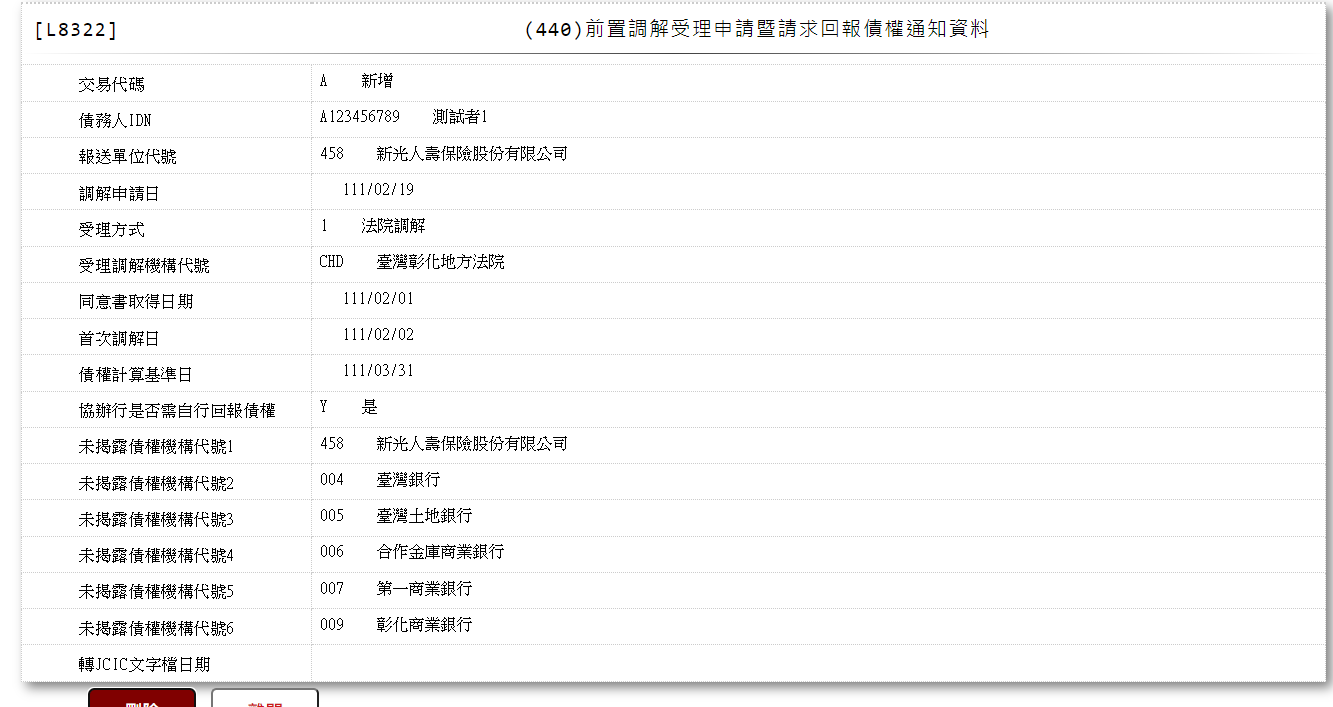 [L8322] (440)前置調解受理申請暨請求回報債權通知資料
交易代碼 A 新增
債務人IDN A123456789 測試者1
報送單位代號 458 新光人壽保險股份有限公司
調解申請日 111/02/19
受理方式 1 法院調解
受理調解機構代號 CHD 臺灣彰化地方法院
同意書取得日期 111/02/01
首次調解日 111/02/02
債權計算基準日 111/03/31
協辦行是否需自行回報債權 Y 是
未揭露債權機構代號1 458 新光人壽保險股份有限公司
未揭露債權機構代號2 004 臺灣銀行
未揭露債權機構代號3 005 臺灣土地銀行
未揭露債權機構代號4 006 合作金庫商業銀行
未揭露債權機構代號5 007 第一商業銀行
未揭露債權機構代號6 009 彰化商業銀行
轉JCIC文字檔日期